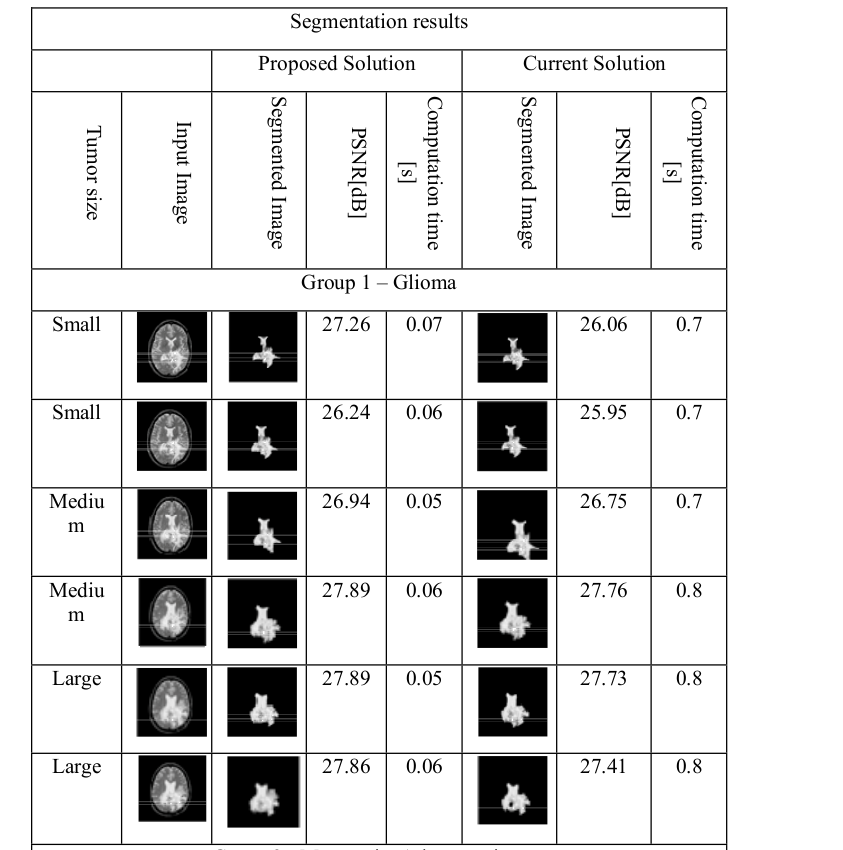 Segmentation results
Proposed Solution Current Solution
Tumor size
Input Image
Segmented Image
PSNR[dB]
Computation time
[s]
Segmented Image
PSNR[dB]
Computation time
[s]
Group 1 – Glioma
Small 27.26 0.07 26.06 0.7
Small 26.24 0.06 25.95 0.7
Mediu 26.94 0.05 26.75 0.7
m
Mediu 27.89 0.06 27.76 0.8
m
Large 27.89 0.05 27.73 0.8
Large 27.86 0.06 27.41 0.8